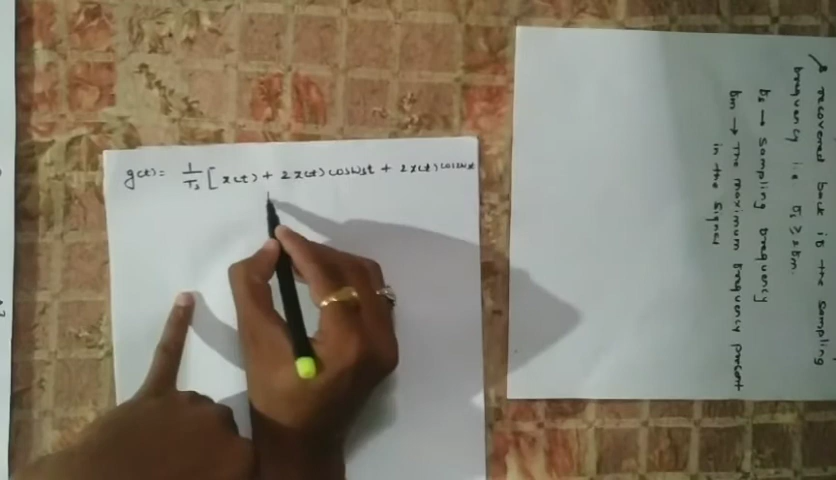 g(t) = 1/Ts [ x(t) + 2x(t) cosωst + 2x(t) cos2ωst
recovered back if the sampling
frequency i.e fs ≥ 2fm.
fs → sampling frequency
fm → The maximum frequency present
in the signal